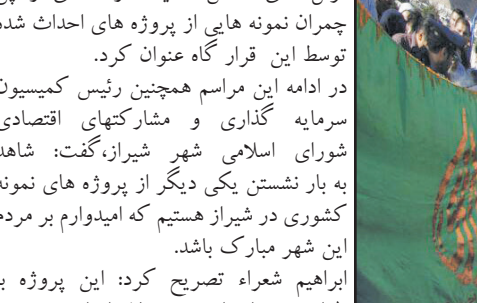 چمران نمونه هایی از پروژه های احداث شده
توسط این قرار گاه عنوان کرد.
در ادامه این مراسم همچنین رئیس کمیسیون
سرمایه گذاری و مشارکتهای اقتصادی
شورای اسلامی شهر شیراز،گفت: شاهد
به بار نشستن یکی دیگر از پروژه های نمونه
کشوری در شیراز هستیم که امیدوارم بر مردم
این شهر مبارک باشد.
ابراهیم شعراء تصریح کرد: این پروژه با